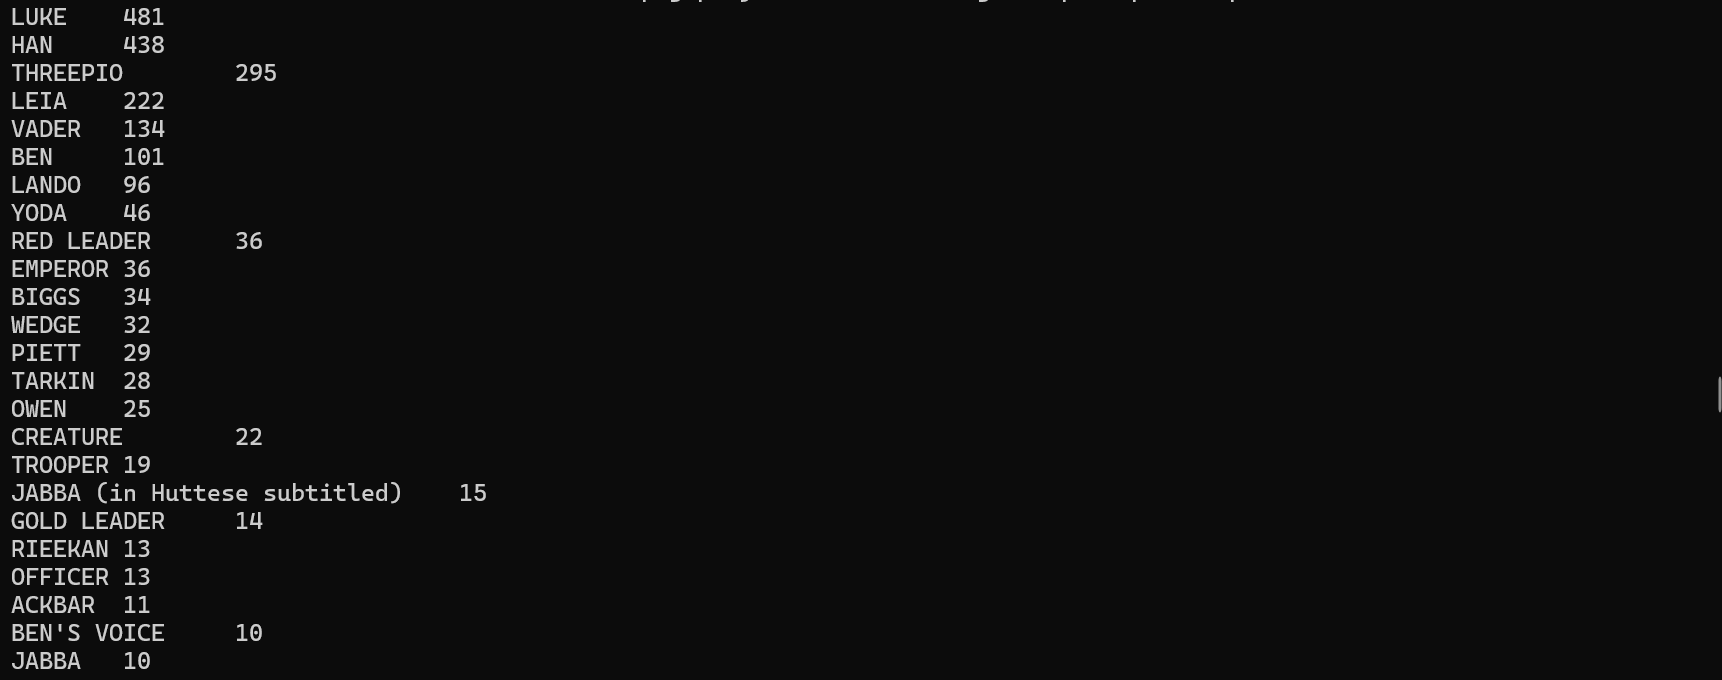 LUKE	481
HAN	438
THREEPIO	295
LEIA	222
VADER	134
BEN	101
LANDO	96
YODA	46
RED LEADER	36
EMPEROR	36
BIGGS	34
WEDGE	32
PIETT	29
TARKIN	28
OWEN	25
CREATURE	22
TROOPER	19
JABBA (in Huttese subtitled)	15
GOLD LEADER	14
RIEEKAN	13
OFFICER	13
ACKBAR	11
BEN'S VOICE	10
JABBA	10